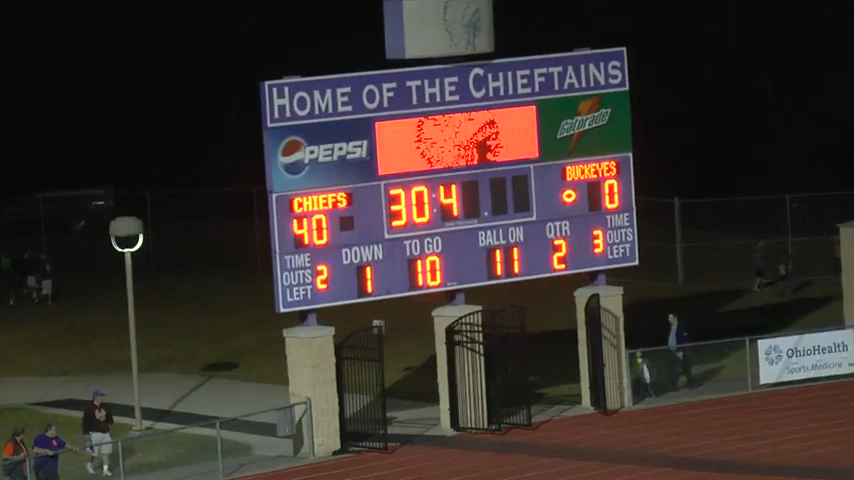 HOME OF THE CHIEFTAINS
PEPSI
GATORADE
CHIEFS
BUCKEYES
40
30.4
0
TIME OUTS LEFT 2
DOWN 1
TO GO 10
BALL ON 11
QTR 2
3 TIME OUTS LEFT
OhioHealth
Sports Medicine